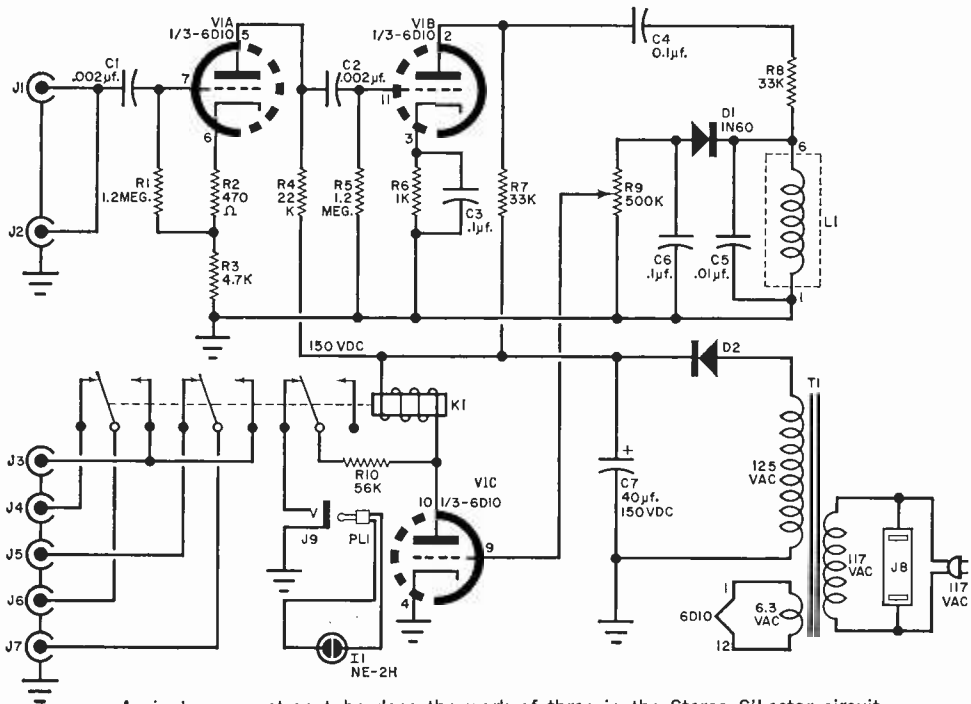 V1A
1/3-6D10
5
V1B
1/3-6D10
2
C4
0.1µf.
C1
.002µf.
C2
.002µf.
R8
33K
J1
7
11
D1
1N60
6
3
6
R1
1.2MEG.
R2
470
Ω
R4
22
K
R5
1.2
MEG.
R6
1K
C3
.1µf.
R7
33K
R9
500K
L1
J2
R3
4.7K
C6
.1µf.
C5
.01µf.
1
150 VDC
D2
T1
K1
J3
R10
56K
125
VAC
J4
V1C
10
1/3-6D10
C7
40µf.
150VDC
+
V
J9
PL1
9
J5
117
VAC
J8
117
VAC
J6
4
1
6D10
6.3
VAC
12
J7
I1
NE-2H
tube does the work of three in the Stereo S'Lector circuit